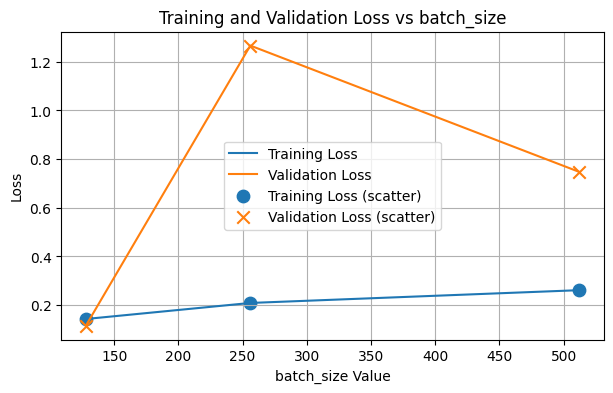 Training and Validation Loss vs batch_size
Loss
1.2
1.0
0.8
0.6
0.4
0.2
Training Loss
Validation Loss
Training Loss (scatter)
Validation Loss (scatter)
150 200 250 300 350 400 450 500
batch_size Value